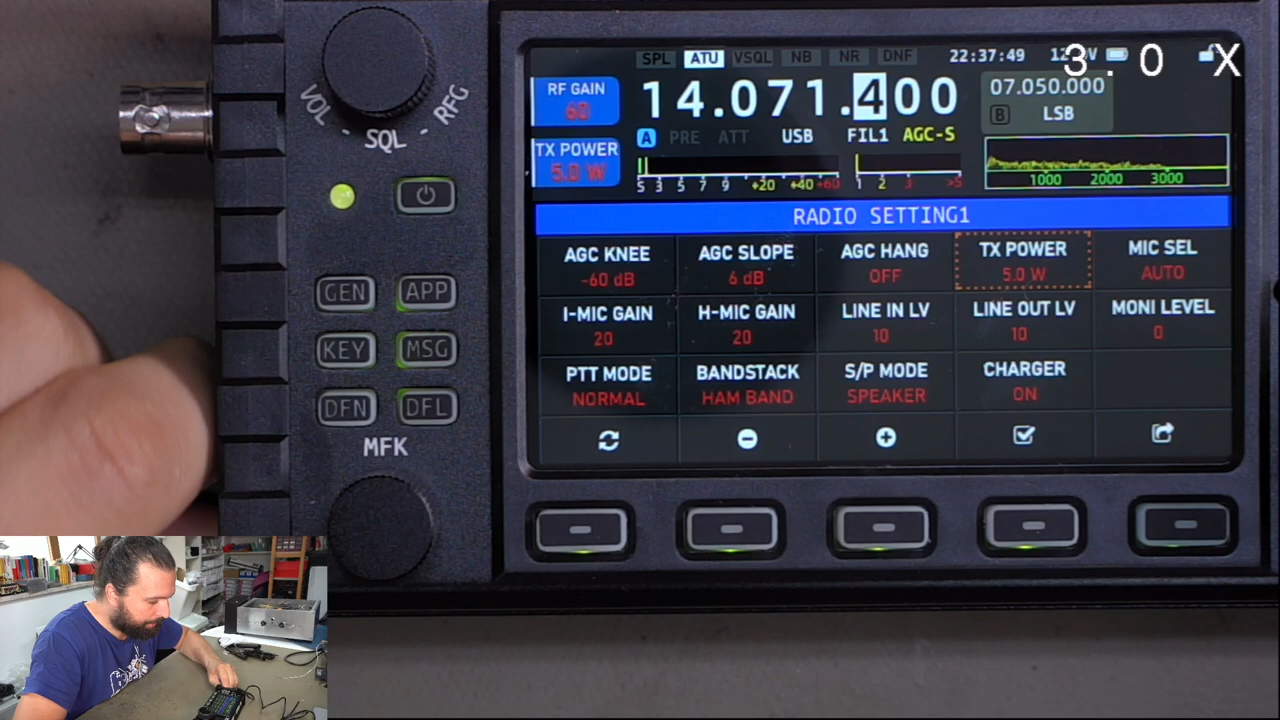 SPL ATU VSQL NB NR DNF 22:37:49
3.0 X
RF GAIN
60
14.071.400
07.050.000
B LSB
A PRE ATT USB FIL1 AGC-S
TX POWER
5.0 W
S 3 5 7 9 +20 +40 +60 1 2 3 >5
1000 2000 3000
VOL - SQL - RFG
RADIO SETTING1
AGC KNEE AGC SLOPE AGC HANG TX POWER MIC SEL
-60 dB 6 dB OFF 5.0 W AUTO
I-MIC GAIN H-MIC GAIN LINE IN LV LINE OUT LV MONI LEVEL
20 20 10 10 0
PTT MODE BANDSTACK S/P MODE CHARGER
NORMAL HAM BAND SPEAKER ON
GEN APP
KEY MSG
DFN DFL
MFK